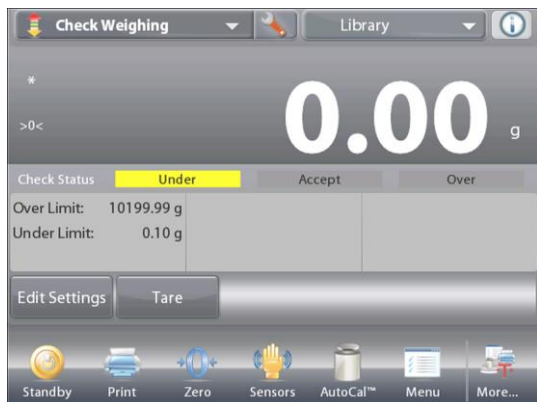 Check Weighing Library
*
>0<
0.00 g
Check Status Under Accept Over
Over Limit: 10199.99 g
Under Limit: 0.10 g
Edit Settings Tare
Standby Print Zero Sensors AutoCal™ Menu More...